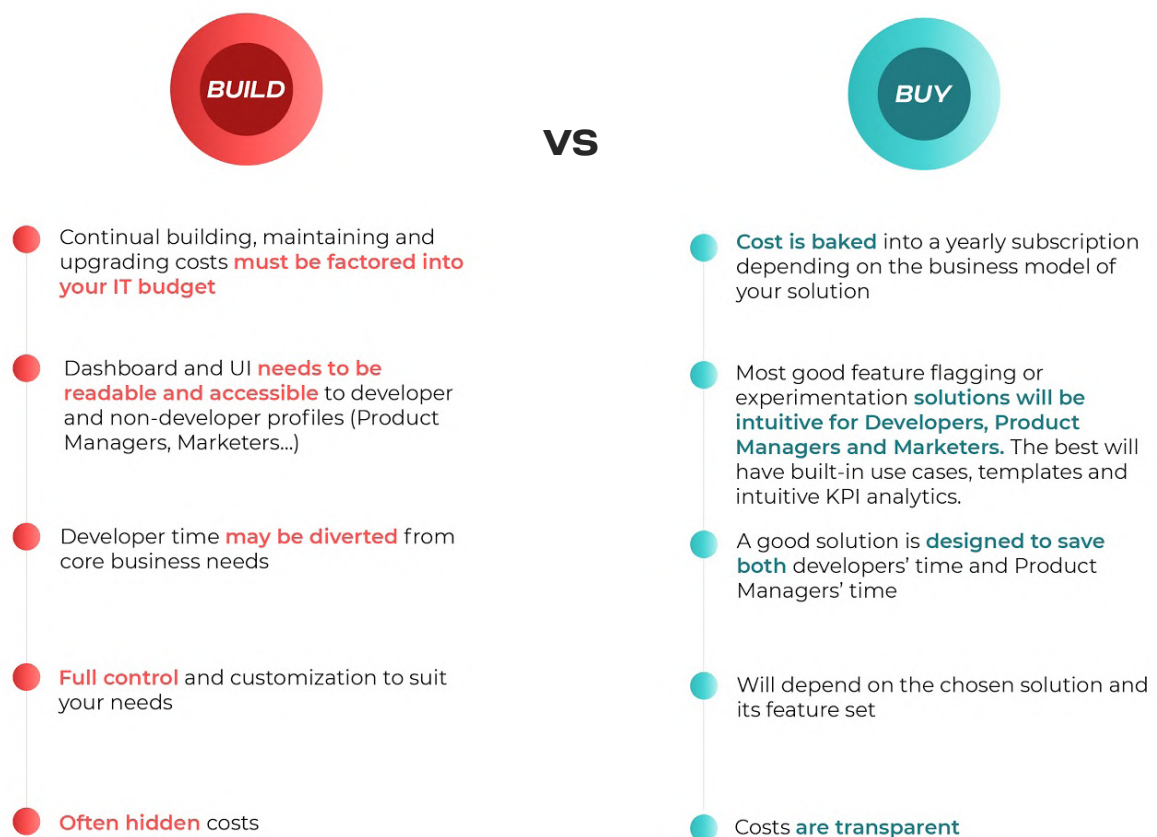 BUILD
VS
BUY
Continual building, maintaining and
upgrading costs must be factored into
your IT budget
Dashboard and UI needs to be
readable and accessible to developer
and non-developer profiles (Product
Managers, Marketers...)
Developer time may be diverted from
core business needs
Full control and customization to suit
your needs
Often hidden costs
Cost is baked into a yearly subscription
depending on the business model of
your solution
Most good feature flagging or
experimentation solutions will be
intuitive for Developers, Product
Managers and Marketers. The best will
have built-in use cases, templates and
intuitive KPI analytics.
A good solution is designed to save
both developers’ time and Product
Managers’ time
Will depend on the chosen solution and
its feature set
Costs are transparent